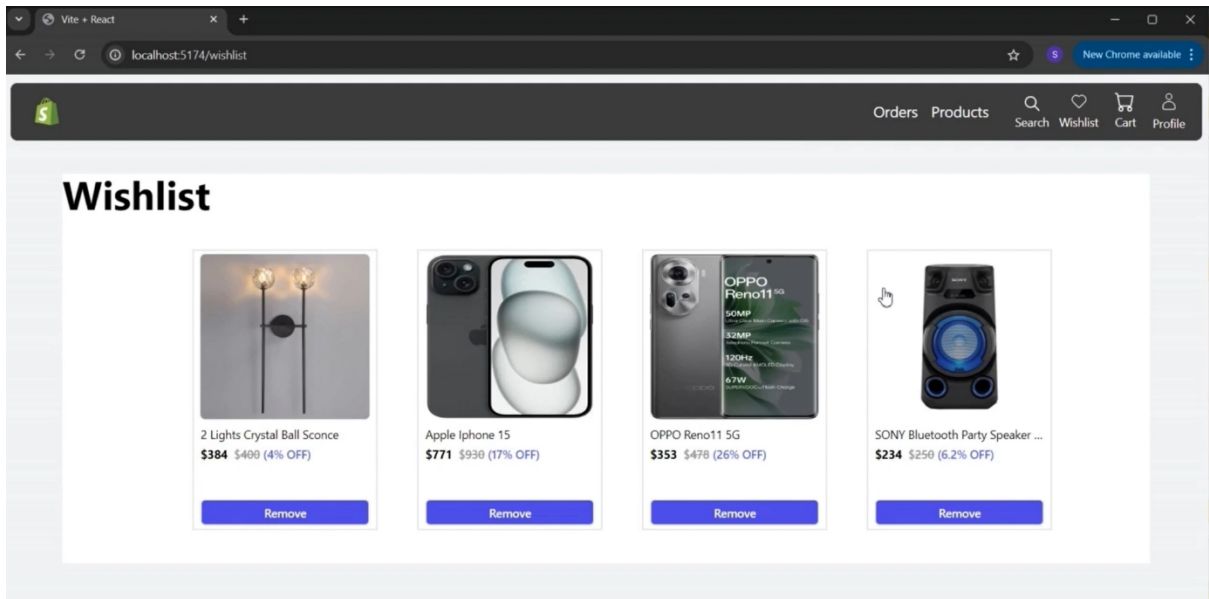 Vite + React
localhost:5174/wishlist
S
New Chrome available
S
Orders Products
Search Wishlist Cart Profile
Wishlist
OPPO
Reno11 5G
50MP
32MP
120Hz
67W
SONY
2 Lights Crystal Ball Sconce
$384 $400 (4% OFF)
Remove
Apple Iphone 15
$771 $930 (17% OFF)
Remove
OPPO Reno11 5G
$353 $478 (26% OFF)
Remove
SONY Bluetooth Party Speaker ...
$234 $250 (6.2% OFF)
Remove